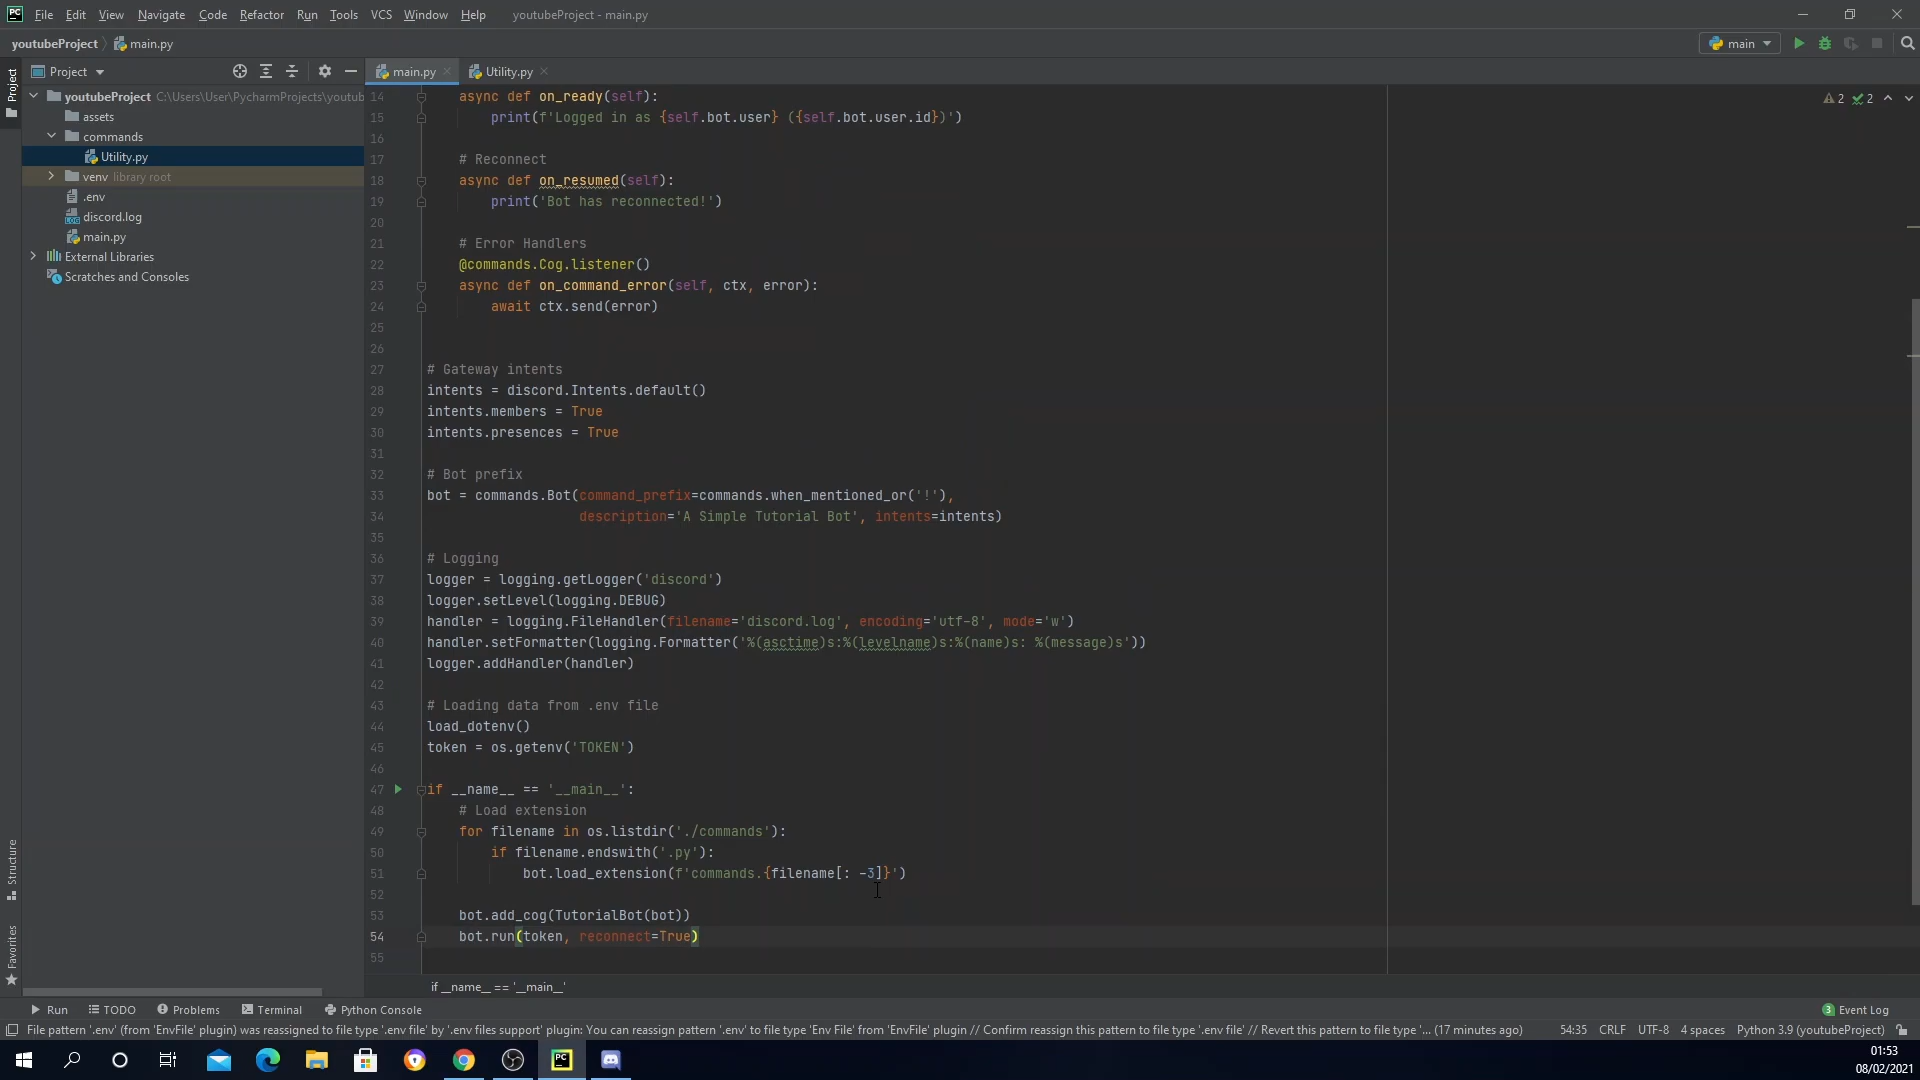 PC File Edit View Navigate Code Refactor Run Tools VCS Window Help youtubeProject - main.py
youtubeProject main.py main
Project main.py Utility.py
youtubeProject C:\Users\User\PycharmProjects\youtub
assets
commands
Utility.py
venv library root
.env
discord.log
main.py
External Libraries
Scratches and Consoles
Project
Structure
Favorites
2 2
14 async def on_ready(self):
15 print(f'Logged in as {self.bot.user} ({self.bot.user.id})')
16
17 # Reconnect
18 async def on_resumed(self):
19 print('Bot has reconnected!')
20
21 # Error Handlers
22 @commands.Cog.listener()
23 async def on_command_error(self, ctx, error):
24 await ctx.send(error)
25
26
27 # Gateway intents
28 intents = discord.Intents.default()
29 intents.members = True
30 intents.presences = True
31
32 # Bot prefix
33 bot = commands.Bot(command_prefix=commands.when_mentioned_or('!'),
34 description='A Simple Tutorial Bot', intents=intents)
35
36 # Logging
37 logger = logging.getLogger('discord')
38 logger.setLevel(logging.DEBUG)
39 handler = logging.FileHandler(filename='discord.log', encoding='utf-8', mode='w')
40 handler.setFormatter(logging.Formatter('%(asctime)s:%(levelname)s:%(name)s: %(message)s'))
41 logger.addHandler(handler)
42
43 # Loading data from .env file
44 load_dotenv()
45 token = os.getenv('TOKEN')
46
47 if __name__ == '__main__':
48 # Load extension
49 for filename in os.listdir('./commands'):
50 if filename.endswith('.py'):
51 bot.load_extension(f'commands.{filename[: -3]}')
52
53 bot.add_cog(TutorialBot(bot))
54 bot.run(token, reconnect=True)
55
if __name__ == '__main__'
Run TODO Problems Terminal Python Console 3 Event Log
File pattern '.env' (from 'EnvFile' plugin) was reassigned to file type '.env file' by '.env files support' plugin: You can reassign pattern '.env' to file type 'Env File' from 'EnvFile' plugin // Confirm reassign this pattern to file type '.env file' // Revert this pattern to file type '... (17 minutes ago) 54:35 CRLF UTF-8 4 spaces Python 3.9 (youtubeProject)
PC
01:53
08/02/2021